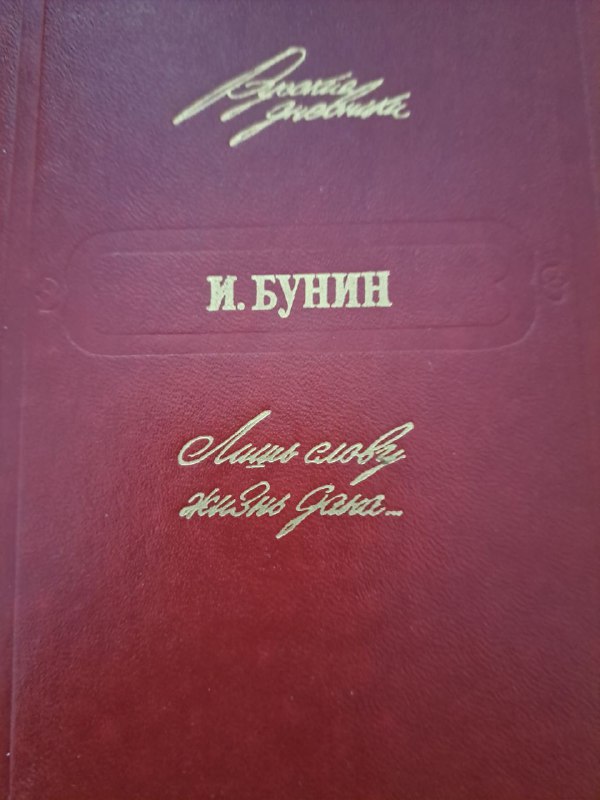 Русские
дневники
И. БУНИН
Лишь слову
жизнь дана...